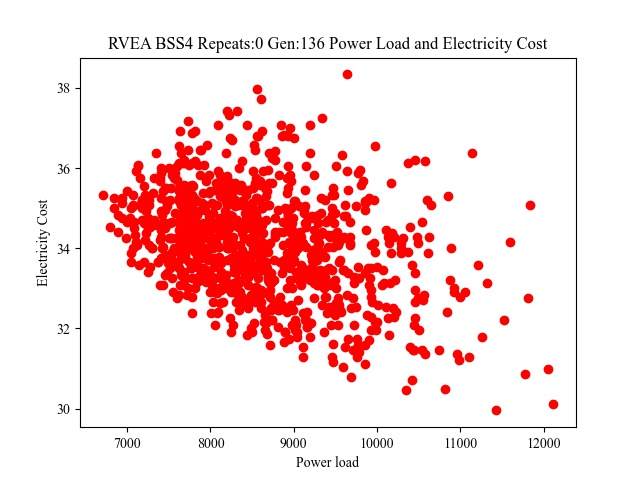 RVEA BSS4 Repeats:0 Gen:136 Power Load and Electricity Cost
38
36
34
32
30
Electricity Cost
7000 8000 9000 10000 11000 12000
Power load